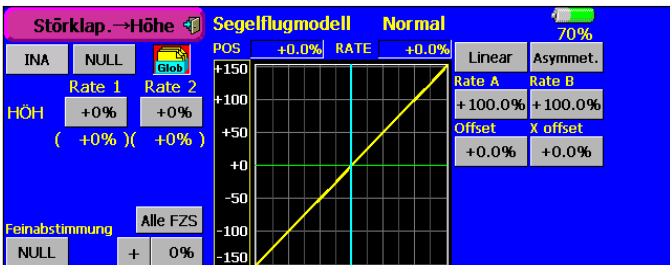 Störklap.→Höhe Segelflugmodell Normal 70%
POS +0.0% RATE +0.0%
INA NULL Glob Linear Asymmet.
Rate 1 Rate 2 Rate A Rate B
HÖH +0% +0% +100.0% +100.0%
( +0% )( +0% ) Offset X offset
+0.0% +0.0%
+150
+100
+50
+0
-50
-100
-150
Alle FZS
Feinabstimmung
NULL + 0%